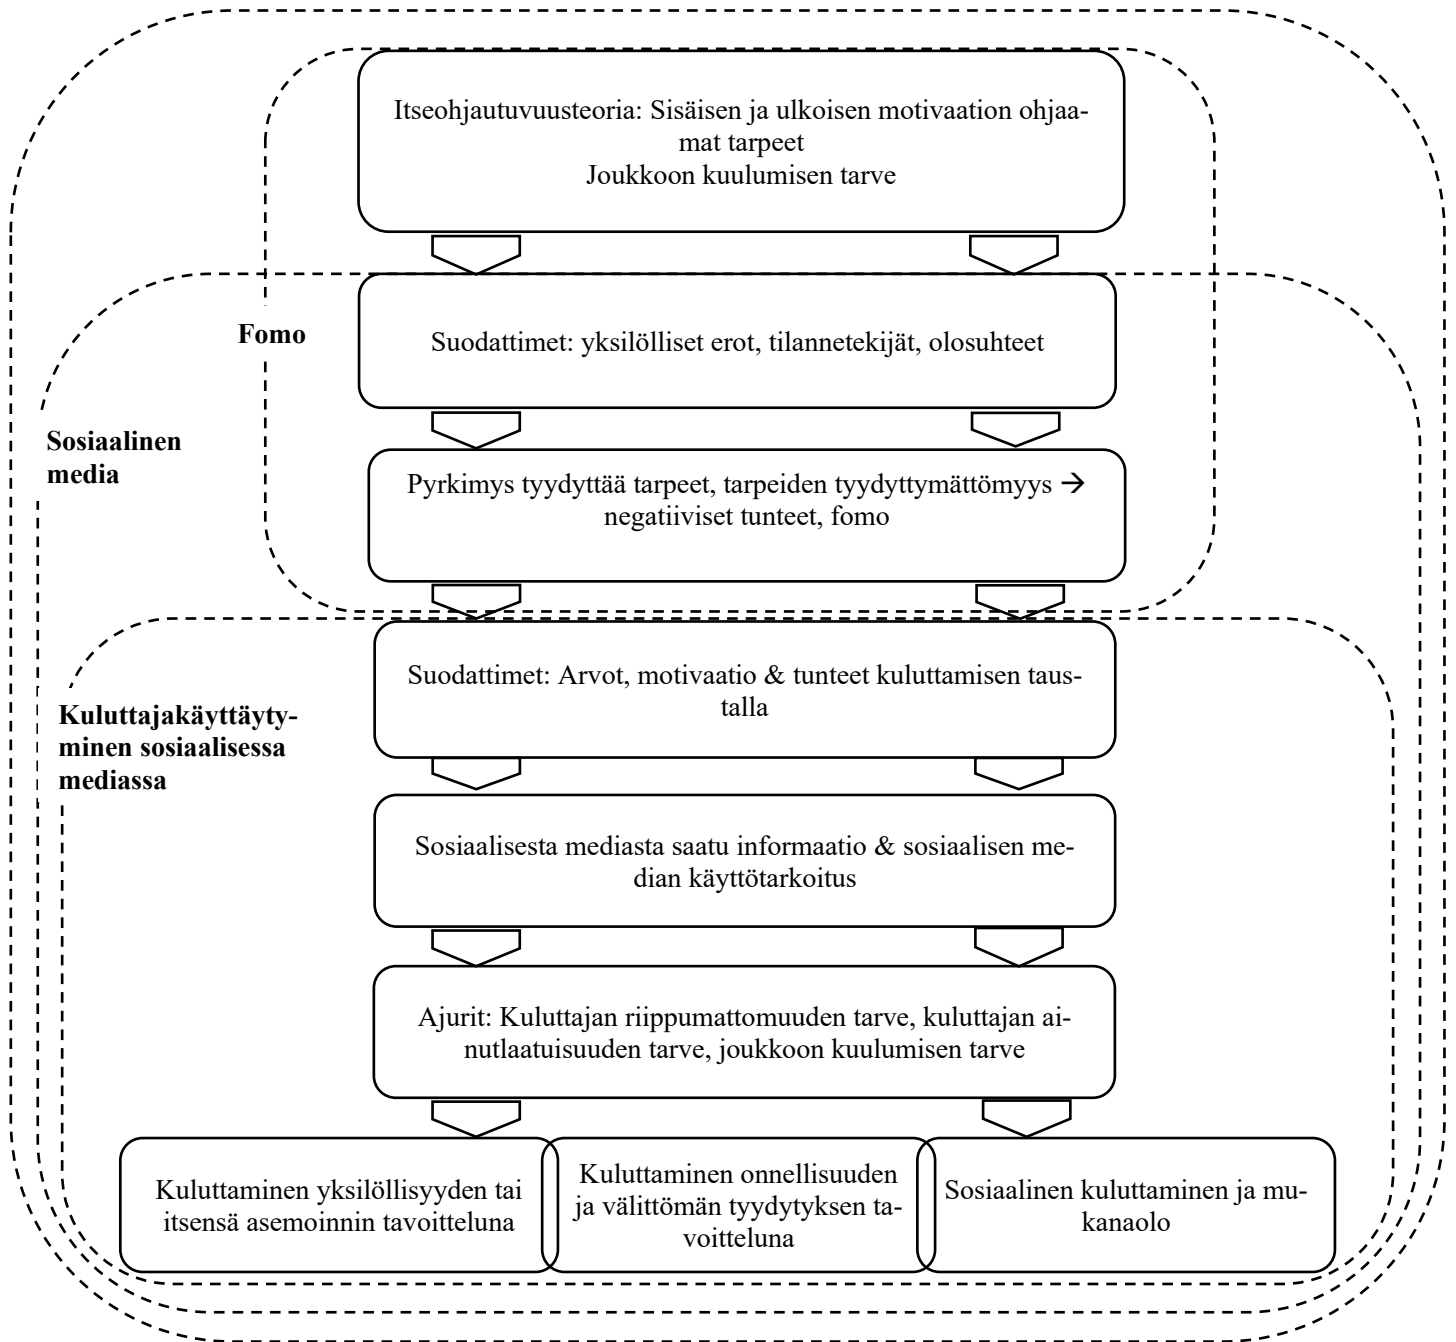 Itseohjautuvuusteoria: Sisäisen ja ulkoisen motivaation ohjaa-
mat tarpeet
Joukkoon kuulumisen tarve
Fomo
Suodattimet: yksilölliset erot, tilannetekijät, olosuhteet
Sosiaalinen
media
Pyrkimys tyydyttää tarpeet, tarpeiden tyydyttymättömyys →
negatiiviset tunteet, fomo
Suodattimet: Arvot, motivaatio & tunteet kuluttamisen taus-
talla
Kuluttajakäyttäyty-
minen sosiaalisessa
mediassa
Sosiaalisesta mediasta saatu informaatio & sosiaalisen me-
dian käyttötarkoitus
Ajurit: Kuluttajan riippumattomuuden tarve, kuluttajan ai-
nutlaatuisuuden tarve, joukkoon kuulumisen tarve
Kuluttaminen yksilöllisyyden tai
itsensä asemoinnin tavoitteluna
Kuluttaminen onnellisuuden
ja välittömän tyydytyksen ta-
voitteluna
Sosiaalinen kuluttaminen ja mu-
kanaolo